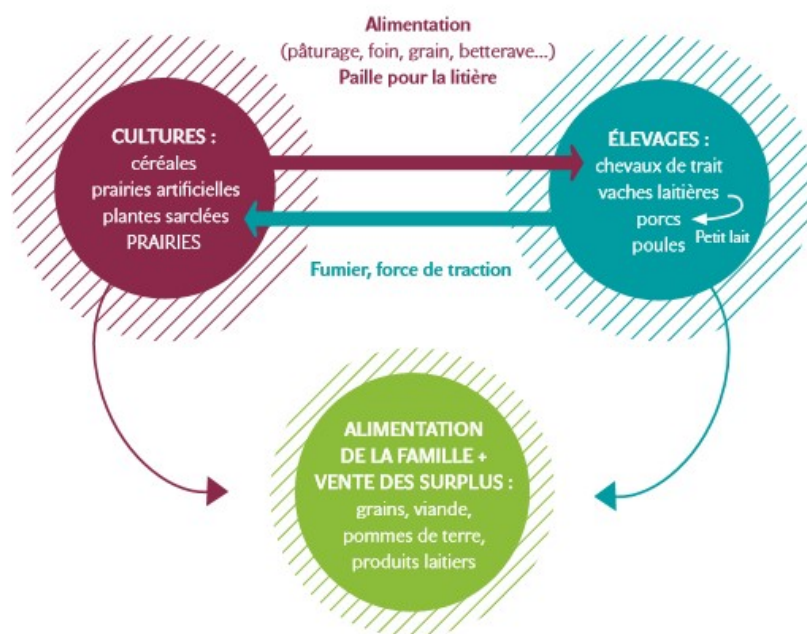 Alimentation
(pâturage, foin, grain, betterave...)
Paille pour la litière
CULTURES :
céréales
prairies artificielles
plantes sarclées
PRAIRIES
ÉLEVAGES :
chevaux de trait
vaches laitières
porcs
Petit lait
poules
Fumier, force de traction
ALIMENTATION
DE LA FAMILLE +
VENTE DES SURPLUS :
grains, viande,
pommes de terre,
produits laitiers